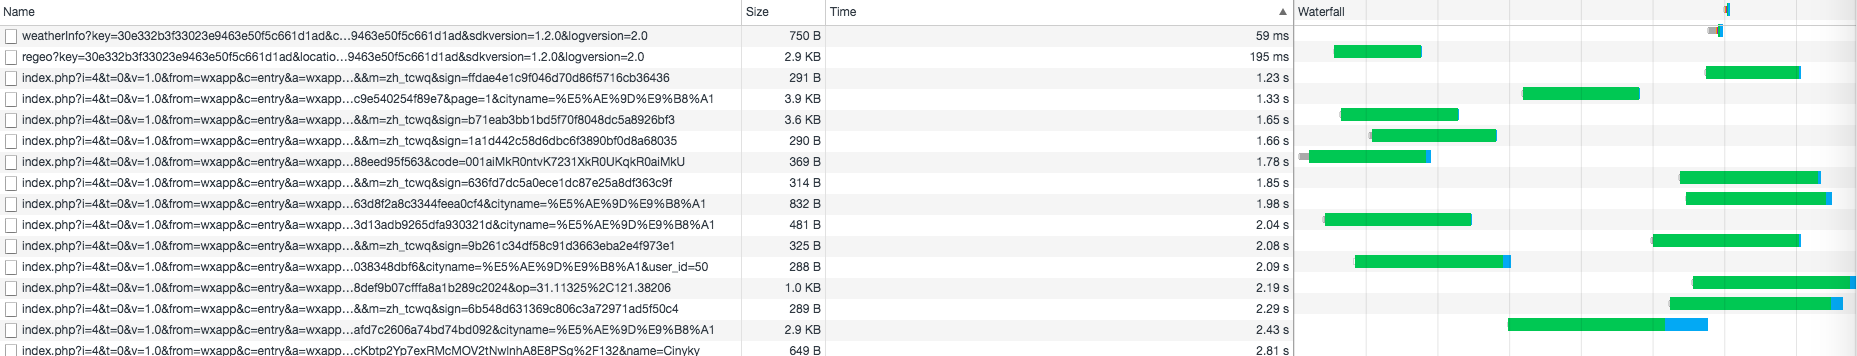 Name Size Time Waterfall
weatherInfo?key=30e332b3f33023e9463e50f5c661d1ad&c...9463e50f5c661d1ad&sdkversion=1.2.0&logversion=2.0 750 B 59 ms
regeo?key=30e332b3f33023e9463e50f5c661d1ad&locatio...9463e50f5c661d1ad&sdkversion=1.2.0&logversion=2.0 2.9 KB 195 ms
index.php?i=4&t=0&v=1.0&from=wxapp&c=entry&a=wxapp...&&m=zh_tcwq&sign=ffdae4e1c9f046d70d86f5716cb36436 291 B 1.23 s
index.php?i=4&t=0&v=1.0&from=wxapp&c=entry&a=wxapp...c9e540254f89e7&page=1&cityname=%E5%AE%9D%E9%B8%A1 3.9 KB 1.33 s
index.php?i=4&t=0&v=1.0&from=wxapp&c=entry&a=wxapp...&&m=zh_tcwq&sign=b71eab3bb1bd5f70f8048dc5a8926bf3 3.6 KB 1.65 s
index.php?i=4&t=0&v=1.0&from=wxapp&c=entry&a=wxapp...&&m=zh_tcwq&sign=1a1d442c58d6dbc6f3890bf0d8a68035 290 B 1.66 s
index.php?i=4&t=0&v=1.0&from=wxapp&c=entry&a=wxapp...88eed95f563&code=001aiMkR0ntvK7231XkR0UKqkR0aiMkU 369 B 1.78 s
index.php?i=4&t=0&v=1.0&from=wxapp&c=entry&a=wxapp...&&m=zh_tcwq&sign=636fd7dc5a0ece1dc87e25a8df363c9f 314 B 1.85 s
index.php?i=4&t=0&v=1.0&from=wxapp&c=entry&a=wxapp...63d8f2a8c3344feea0cf4&cityname=%E5%AE%9D%E9%B8%A1 832 B 1.98 s
index.php?i=4&t=0&v=1.0&from=wxapp&c=entry&a=wxapp...3d13adb9265dfa930321d&cityname=%E5%AE%9D%E9%B8%A1 481 B 2.04 s
index.php?i=4&t=0&v=1.0&from=wxapp&c=entry&a=wxapp...&&m=zh_tcwq&sign=9b261c34df58c91d3663eba2e4f973e1 325 B 2.08 s
index.php?i=4&t=0&v=1.0&from=wxapp&c=entry&a=wxapp...038348dbf6&cityname=%E5%AE%9D%E9%B8%A1&user_id=50 288 B 2.09 s
index.php?i=4&t=0&v=1.0&from=wxapp&c=entry&a=wxapp...8def9b07cfffa8a1b289c2024&op=31.11325%2C121.38206 1.0 KB 2.19 s
index.php?i=4&t=0&v=1.0&from=wxapp&c=entry&a=wxapp...&&m=zh_tcwq&sign=6b548d631369c806c3a72971ad5f50c4 289 B 2.29 s
index.php?i=4&t=0&v=1.0&from=wxapp&c=entry&a=wxapp...afd7c2606a74bd74bd092&cityname=%E5%AE%9D%E9%B8%A1 2.9 KB 2.43 s
index.php?i=4&t=0&v=1.0&from=wxapp&c=entry&a=wxapp...cKbtp2Yp7exRMcMOV2tNwlnhA8E8PSg%2F132&name=Cinyky 649 B 2.81 s